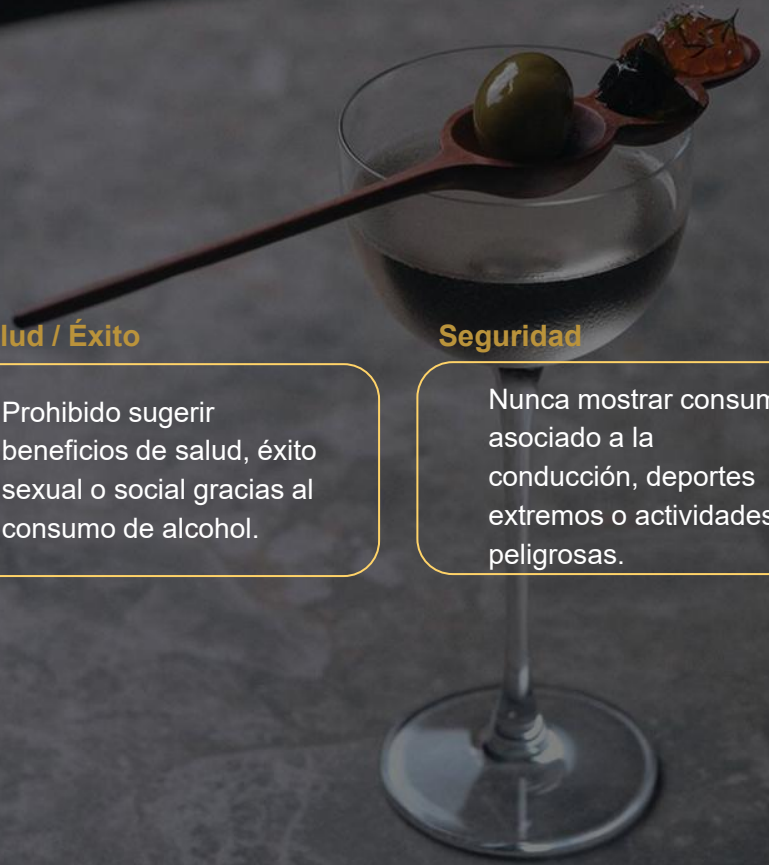 lud / Éxito
Prohibido sugerir
beneficios de salud, éxito
sexual o social gracias al
consumo de alcohol.
Seguridad
Nunca mostrar consum
asociado a la
conducción, deportes
extremos o actividades
peligrosas.